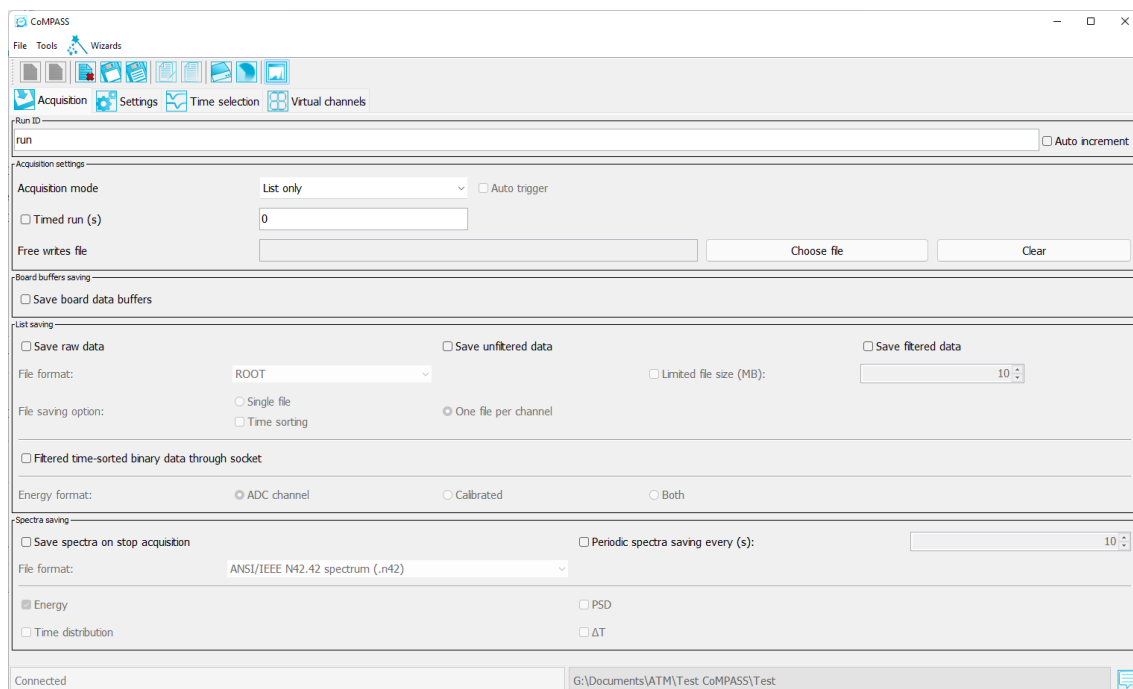 CoMPASS
File Tools Wizards
Acquisition Settings Time selection Virtual channels
Run ID
run Auto increment
Acquisition settings
Acquisition mode List only Auto trigger
Timed run (s) 0
Free writes file Choose file Clear
Board buffers saving
Save board data buffers
List saving
Save raw data Save unfiltered data Save filtered data
File format: ROOT Limited file size (MB): 10
Single file
File saving option: One file per channel
Time sorting
Filtered time-sorted binary data through socket
Energy format: ADC channel Calibrated Both
Spectra saving
Save spectra on stop acquisition Periodic spectra saving every (s): 10
File format: ANSI/IEEE N42.42 spectrum (.n42)
Energy PSD
Time distribution ΔT
Connected G:\Documents\ATM\Test CoMPASS\Test